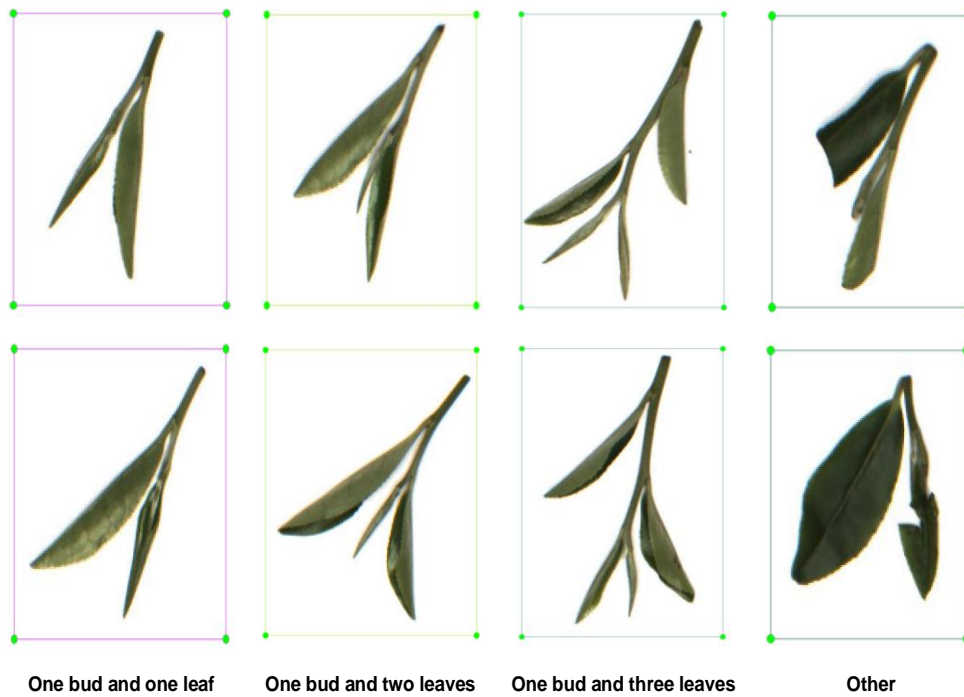 One bud and one leaf
One bud and two leaves
One bud and three leaves
Other